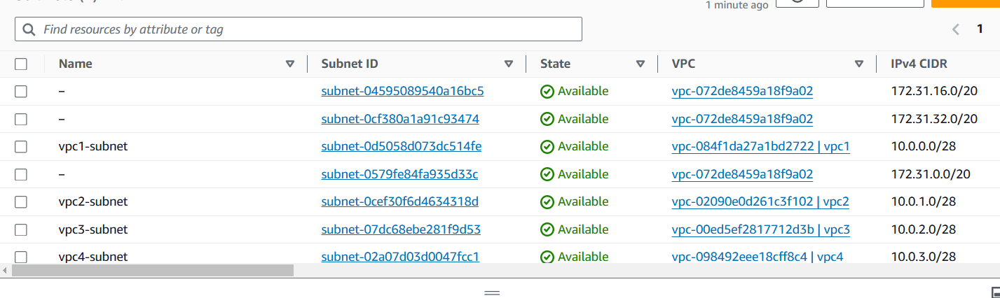 1 minute ago
Find resources by attribute or tag
1
Name Subnet ID State VPC IPv4 CIDR
– subnet-04595089540a16bc5 Available vpc-072de8459a18f9a02 172.31.16.0/20
– subnet-0cf380a1a91c93474 Available vpc-072de8459a18f9a02 172.31.32.0/20
vpc1-subnet subnet-0d5058d073dc514fe Available vpc-084f1da27a1bd2722 | vpc1 10.0.0.0/28
– subnet-0579fe84fa935d33c Available vpc-072de8459a18f9a02 172.31.0.0/20
vpc2-subnet subnet-0cef30f6d4634318d Available vpc-02090e0d261c3f102 | vpc2 10.0.1.0/28
vpc3-subnet subnet-07dc68ebe281f9d53 Available vpc-00ed5ef2817712d3b | vpc3 10.0.2.0/28
vpc4-subnet subnet-02a07d03d0047fcc1 Available vpc-098492eee18cff8c4 | vpc4 10.0.3.0/28